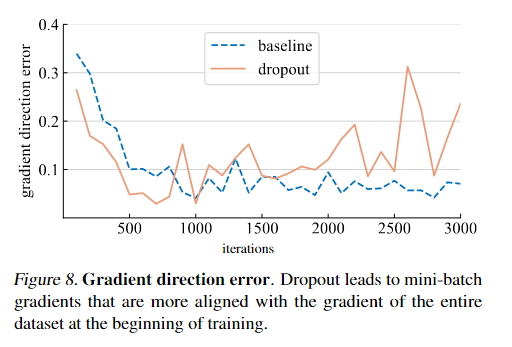 0.4
0.3
0.2
0.1
gradient direction error
baseline
dropout
500 1000 1500 2000 2500 3000
iterations
Figure 8. Gradient direction error. Dropout leads to mini-batch
gradients that are more aligned with the gradient of the entire
dataset at the beginning of training.